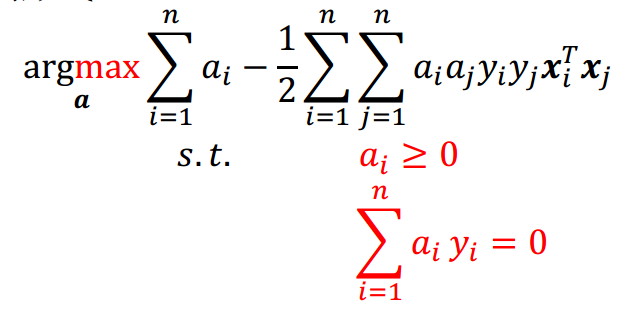 argmax_a ∑_{i=1}^{n} a_i − 1/2 ∑_{i=1}^{n} ∑_{j=1}^{n} a_i a_j y_i y_j x_i^T x_j
s.t. a_i ≥ 0
∑_{i=1}^{n} a_i y_i = 0